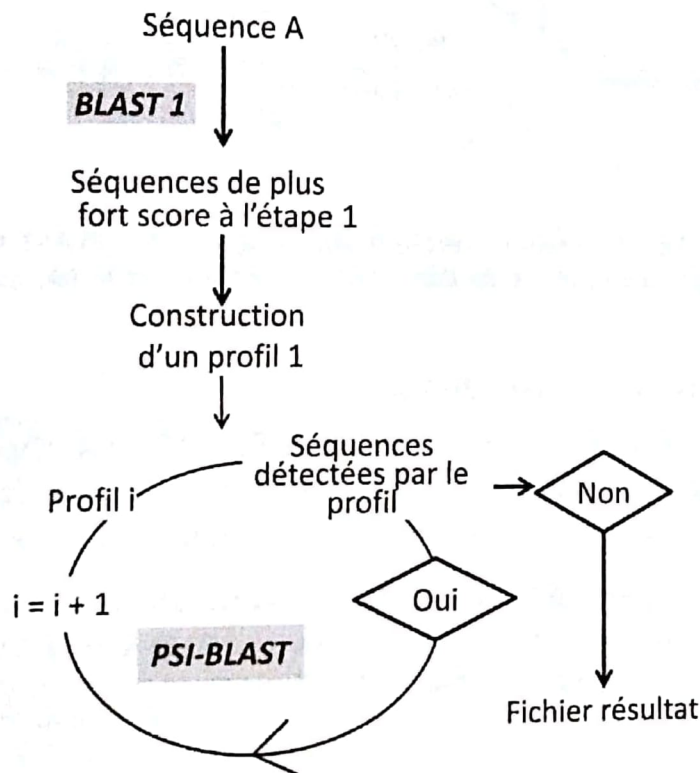 Séquence A
BLAST 1
Séquences de plus
fort score à l'étape 1
Construction
d'un profil 1
Séquences
détectées par le
profil
Non
Profil i
Oui
i = i + 1
PSI-BLAST
Fichier résultat